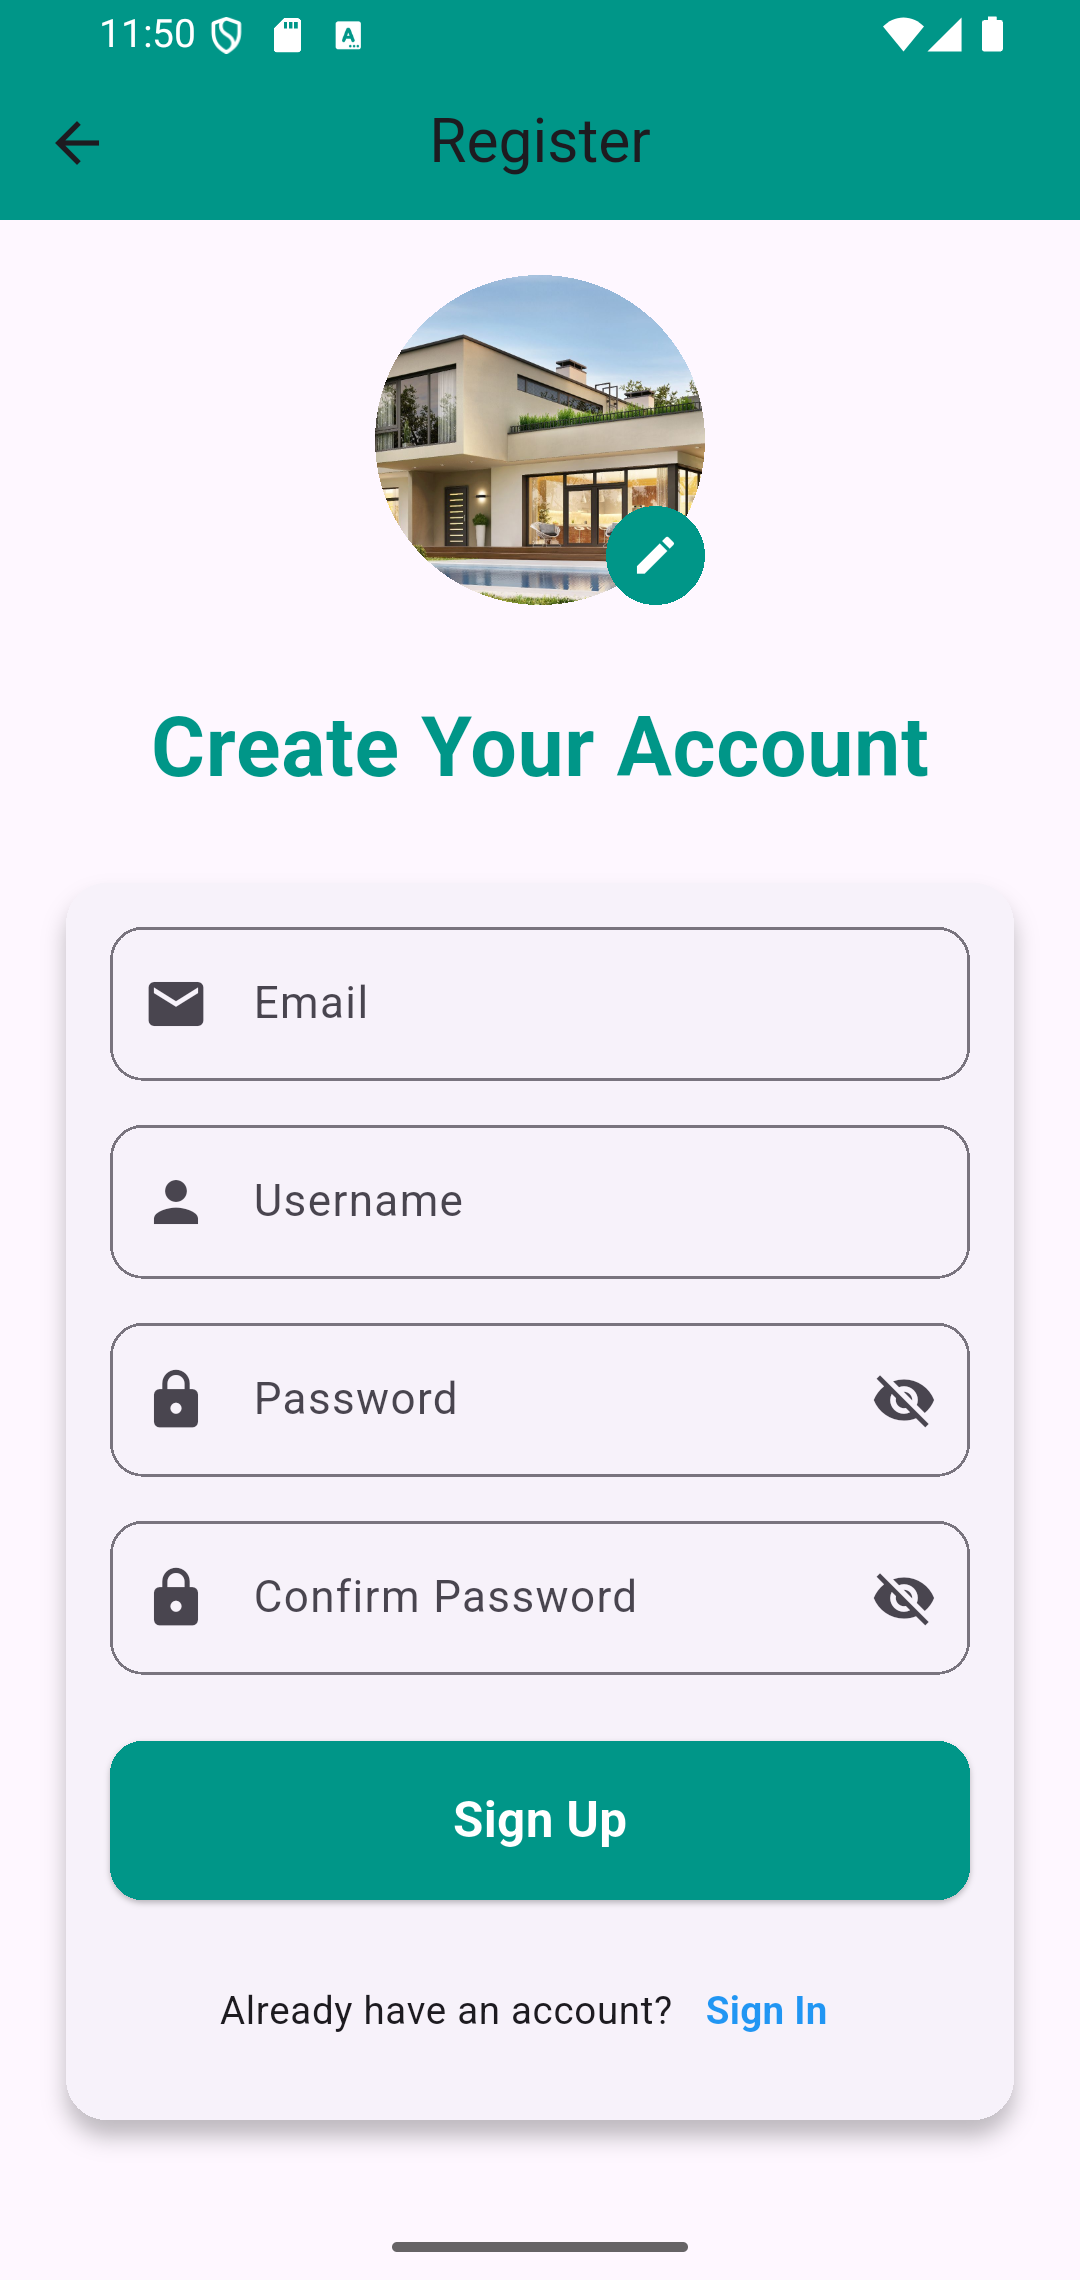 11:50
Register
Create Your Account
Email
Username
Password
Confirm Password
Sign Up
Already have an account? Sign In